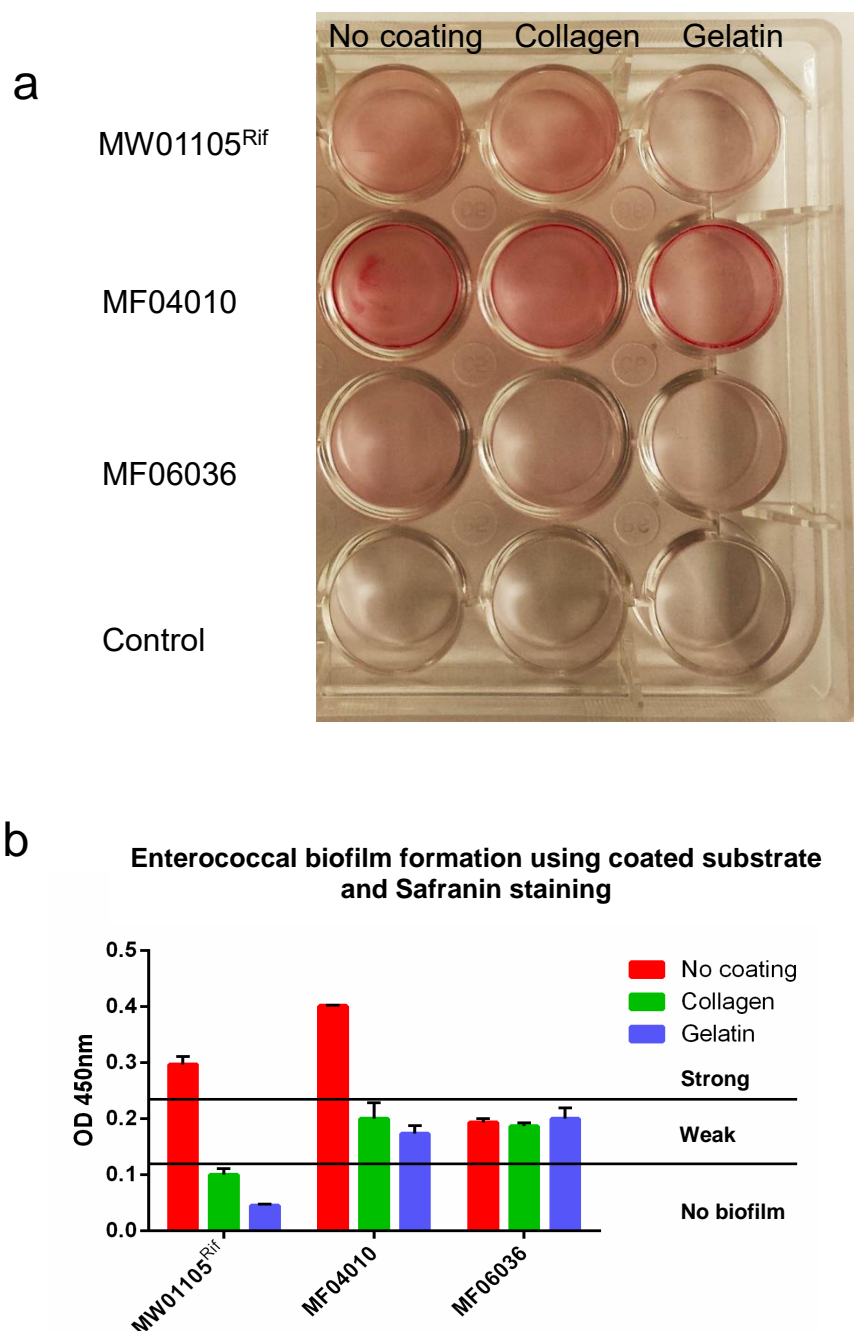 a
No coating Collagen Gelatin
MW01105Rif
MF04010
MF06036
Control
b
Enterococcal biofilm formation using coated substrate
and Safranin staining
OD 450nm
0.5
0.4
0.3
0.2
0.1
0.0
No coating
Collagen
Gelatin
Strong
Weak
No biofilm
MW01105Rif
MF04010
MF06036